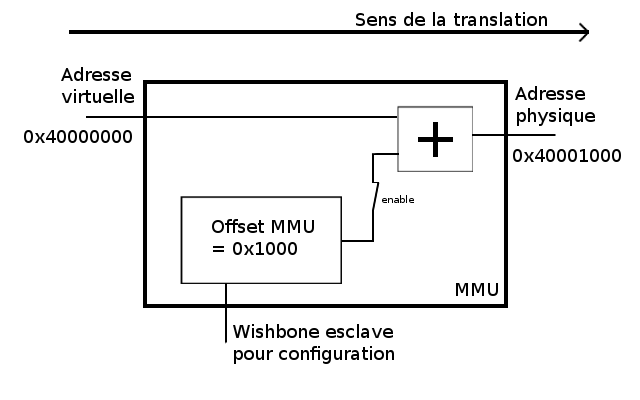 Sens de la translation
Adresse
virtuelle
0x40000000
Adresse
physique
0x40001000
+
enable
Offset MMU
= 0x1000
MMU
Wishbone esclave
pour configuration